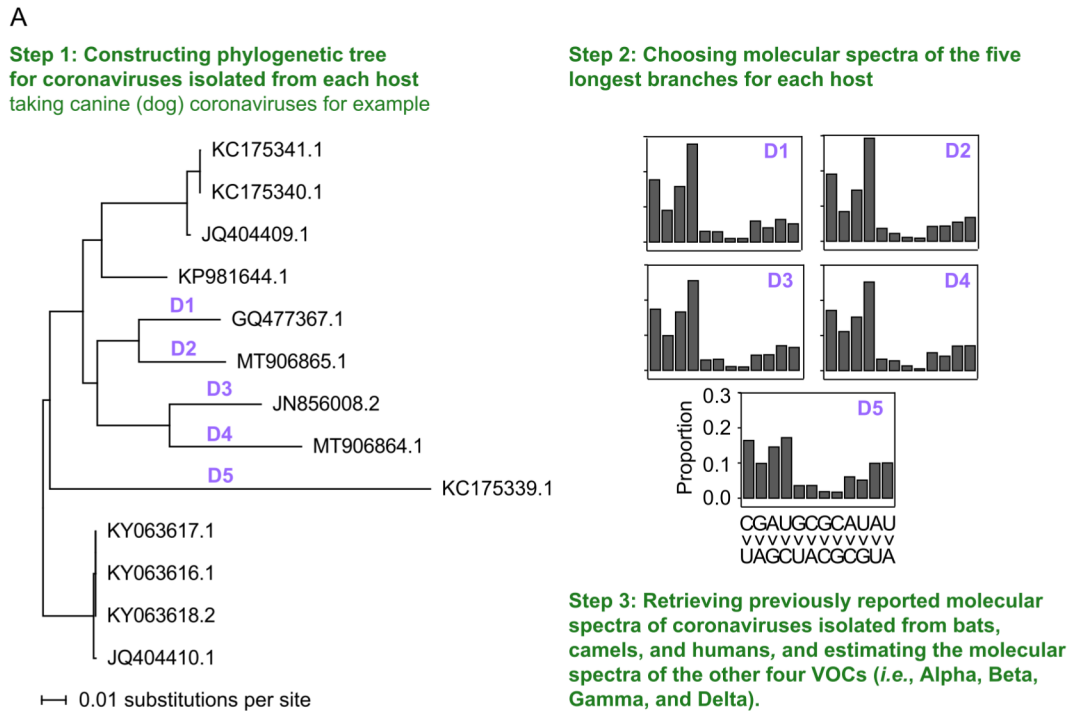 A
Step 1: Constructing phylogenetic tree
for coronaviruses isolated from each host
taking canine (dog) coronaviruses for example
KC175341.1
KC175340.1
JQ404409.1
KP981644.1
D1
GQ477367.1
D2
MT906865.1
D3
JN856008.2
D4
MT906864.1
D5
KC175339.1
KY063617.1
KY063616.1
KY063618.2
JQ404410.1
0.01 substitutions per site
Step 2: Choosing molecular spectra of the five
longest branches for each host
D1
D2
D3
D4
D5
Proportion
0.3
0.2
0.1
0.0
CGAUGCGCAUAU
>>>>>>>>>>>>
UAGCUACGCGUA
Step 3: Retrieving previously reported molecular
spectra of coronaviruses isolated from bats,
camels, and humans, and estimating the molecular
spectra of the other four VOCs (i.e., Alpha, Beta,
Gamma, and Delta).